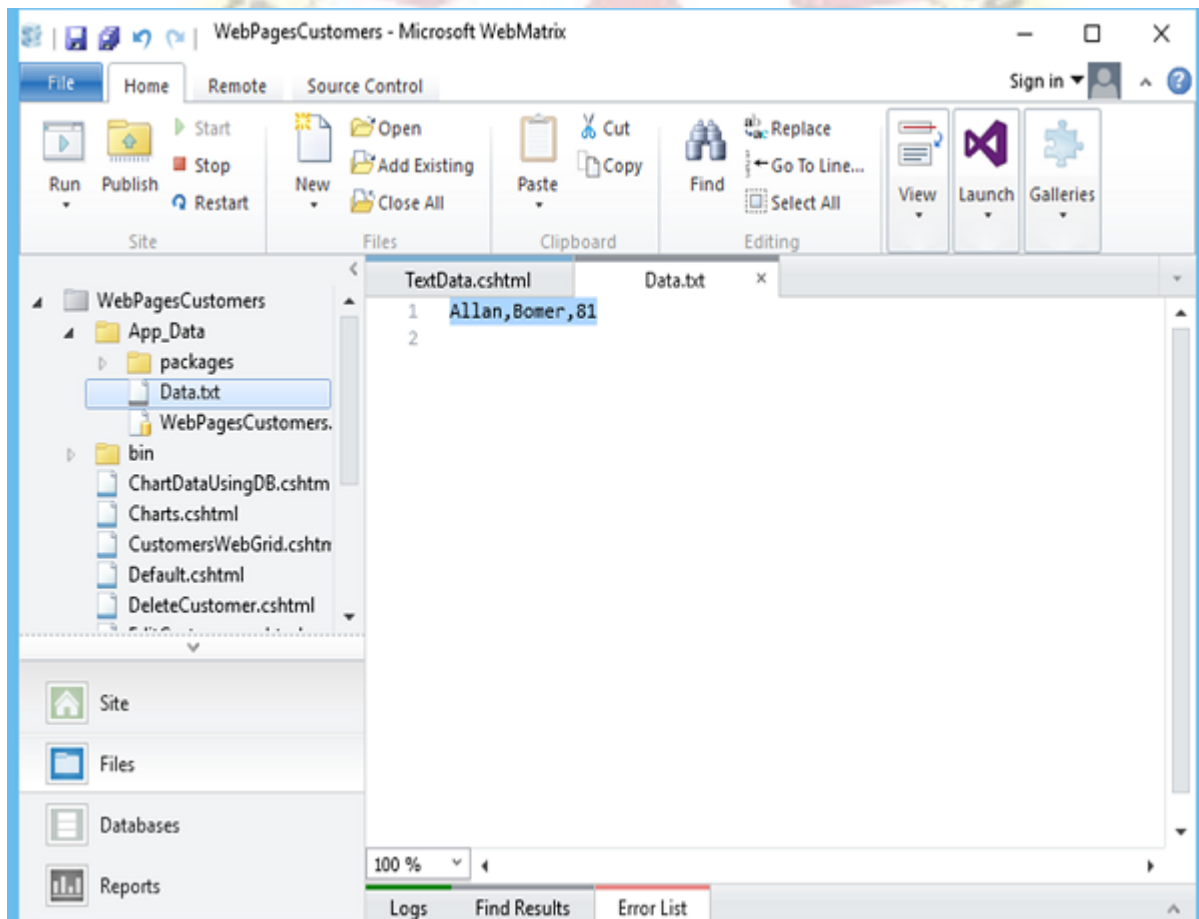 WebPagesCustomers - Microsoft WebMatrix
File Home Remote Source Control Sign in
Run
Publish
Start
Stop
Restart
Site
New
Open
Add Existing
Close All
Files
Paste
Cut
Copy
Clipboard
Find
Replace
Go To Line...
Select All
Editing
View
Launch
Galleries
WebPagesCustomers
App_Data
packages
Data.txt
WebPagesCustomers.
bin
ChartDataUsingDB.cshtm
Charts.cshtml
CustomersWebGrid.cshtm
Default.cshtml
DeleteCustomer.cshtml
Site
Files
Databases
Reports
TextData.cshtml Data.txt ×
1 Allan,Bomer,81
2
100 %
Logs Find Results Error List